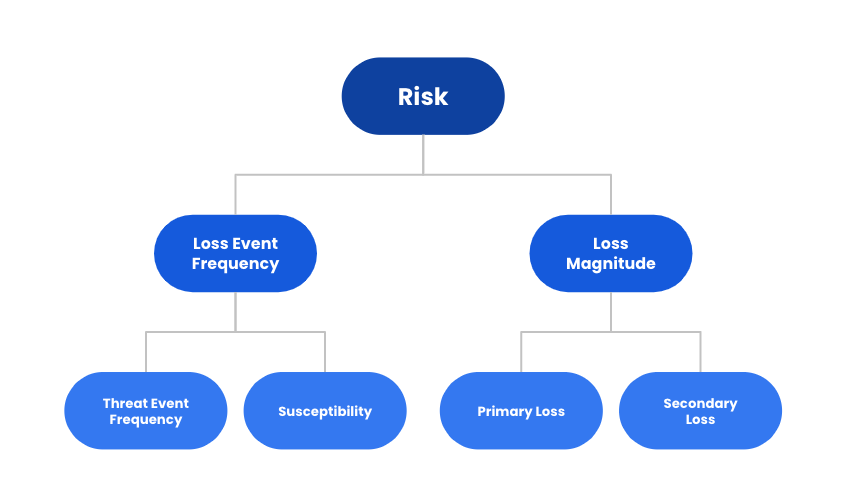 Risk
Loss Event
Frequency
Loss
Magnitude
Threat Event
Frequency
Susceptibility
Primary Loss
Secondary
Loss